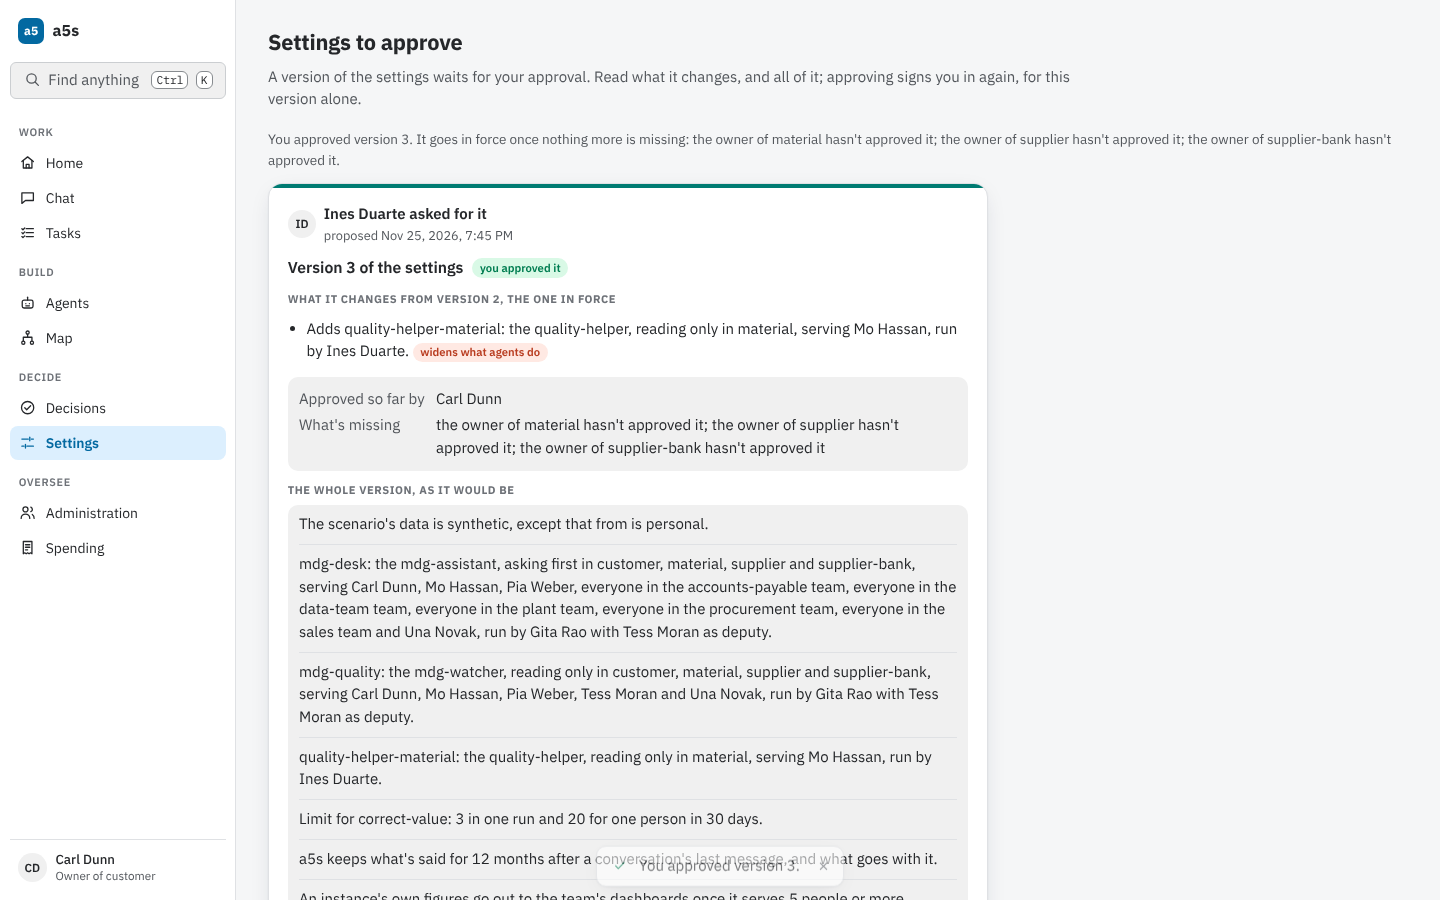 a5 a5s
Find anything Ctrl K
WORK
Home
Chat
Tasks
BUILD
Agents
Map
DECIDE
Decisions
Settings
OVERSEE
Administration
Spending
CD Carl Dunn
Owner of customer
Settings to approve
A version of the settings waits for your approval. Read what it changes, and all of it; approving signs you in again, for this
version alone.
You approved version 3. It goes in force once nothing more is missing: the owner of material hasn't approved it; the owner of supplier hasn't approved it; the owner of supplier-bank hasn't
approved it.
ID Ines Duarte asked for it
proposed Nov 25, 2026, 7:45 PM
Version 3 of the settings you approved it
WHAT IT CHANGES FROM VERSION 2, THE ONE IN FORCE
• Adds quality-helper-material: the quality-helper, reading only in material, serving Mo Hassan, run
by Ines Duarte. widens what agents do
Approved so far by Carl Dunn
What's missing the owner of material hasn't approved it; the owner of supplier hasn't
approved it; the owner of supplier-bank hasn't approved it
THE WHOLE VERSION, AS IT WOULD BE
The scenario's data is synthetic, except that from is personal.
mdg-desk: the mdg-assistant, asking first in customer, material, supplier and supplier-bank,
serving Carl Dunn, Mo Hassan, Pia Weber, everyone in the accounts-payable team, everyone in the
data-team team, everyone in the plant team, everyone in the procurement team, everyone in the
sales team and Una Novak, run by Gita Rao with Tess Moran as deputy.
mdg-quality: the mdg-watcher, reading only in customer, material, supplier and supplier-bank,
serving Carl Dunn, Mo Hassan, Pia Weber, Tess Moran and Una Novak, run by Gita Rao with Tess
Moran as deputy.
quality-helper-material: the quality-helper, reading only in material, serving Mo Hassan, run by
Ines Duarte.
Limit for correct-value: 3 in one run and 20 for one person in 30 days.
a5s keeps what's said for 12 months after a conversation's last message, and what goes with it.
You approved version 3.
An instance's own figures go out to the team's dashboards once it serves 5 people or more.